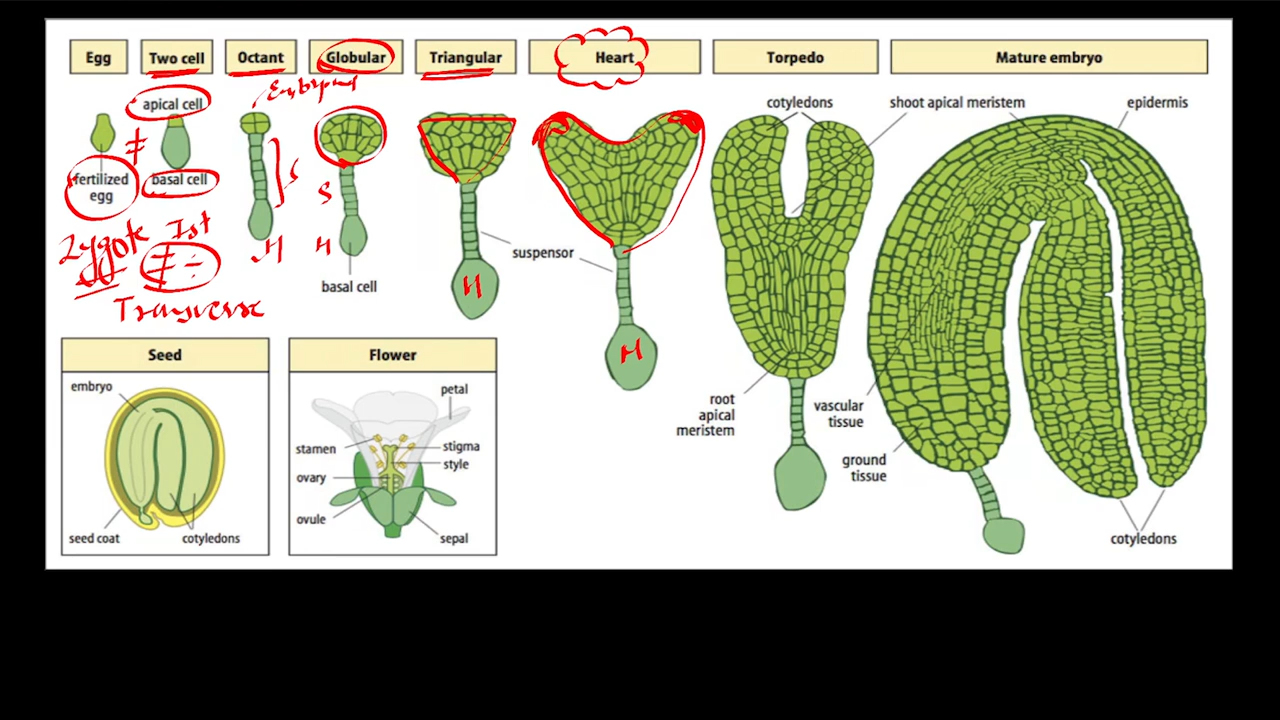 Egg
Two cell
Octant
Globular
Triangular
Heart
Torpedo
Mature embryo
apical cell
fertilized
egg
basal cell
Zygote
Ist
Transverse
S
H
S
H
basal cell
H
suspensor
H
cotyledons
root
apical
meristem
shoot apical meristem
epidermis
vascular
tissue
ground
tissue
cotyledons
Seed
embryo
seed coat
cotyledons
Flower
petal
stamen
stigma
style
ovary
ovule
sepal